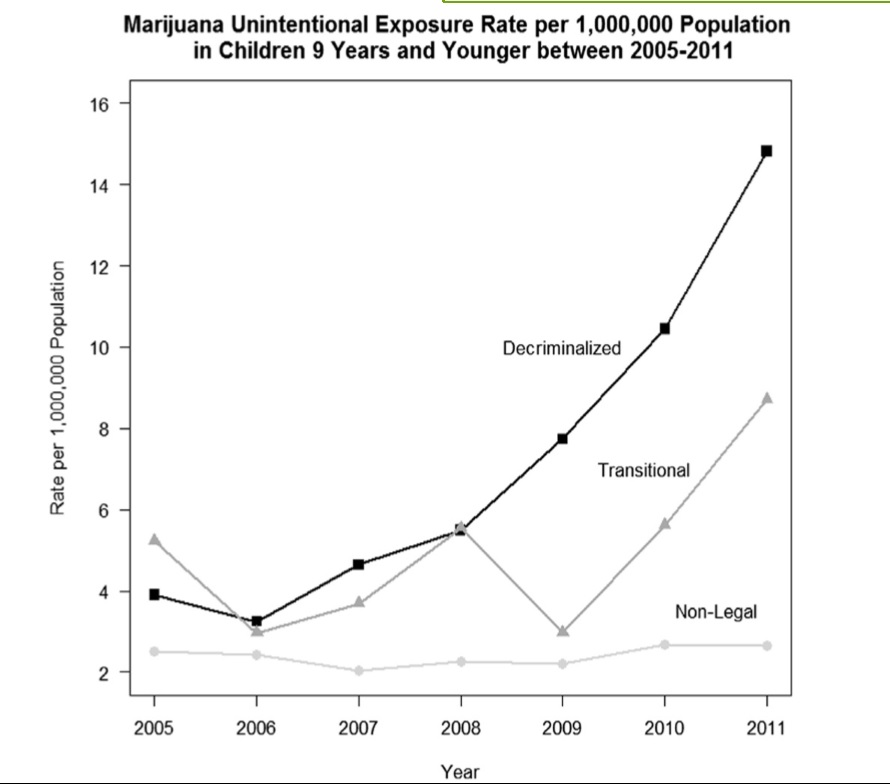 Marijuana Unintentional Exposure Rate per 1,000,000 Population
in Children 9 Years and Younger between 2005-2011
Rate per 1,000,000 Population
16
14
12
10
8
6
4
2
Decriminalized
Transitional
Non-Legal
2005 2006 2007 2008 2009 2010 2011
Year